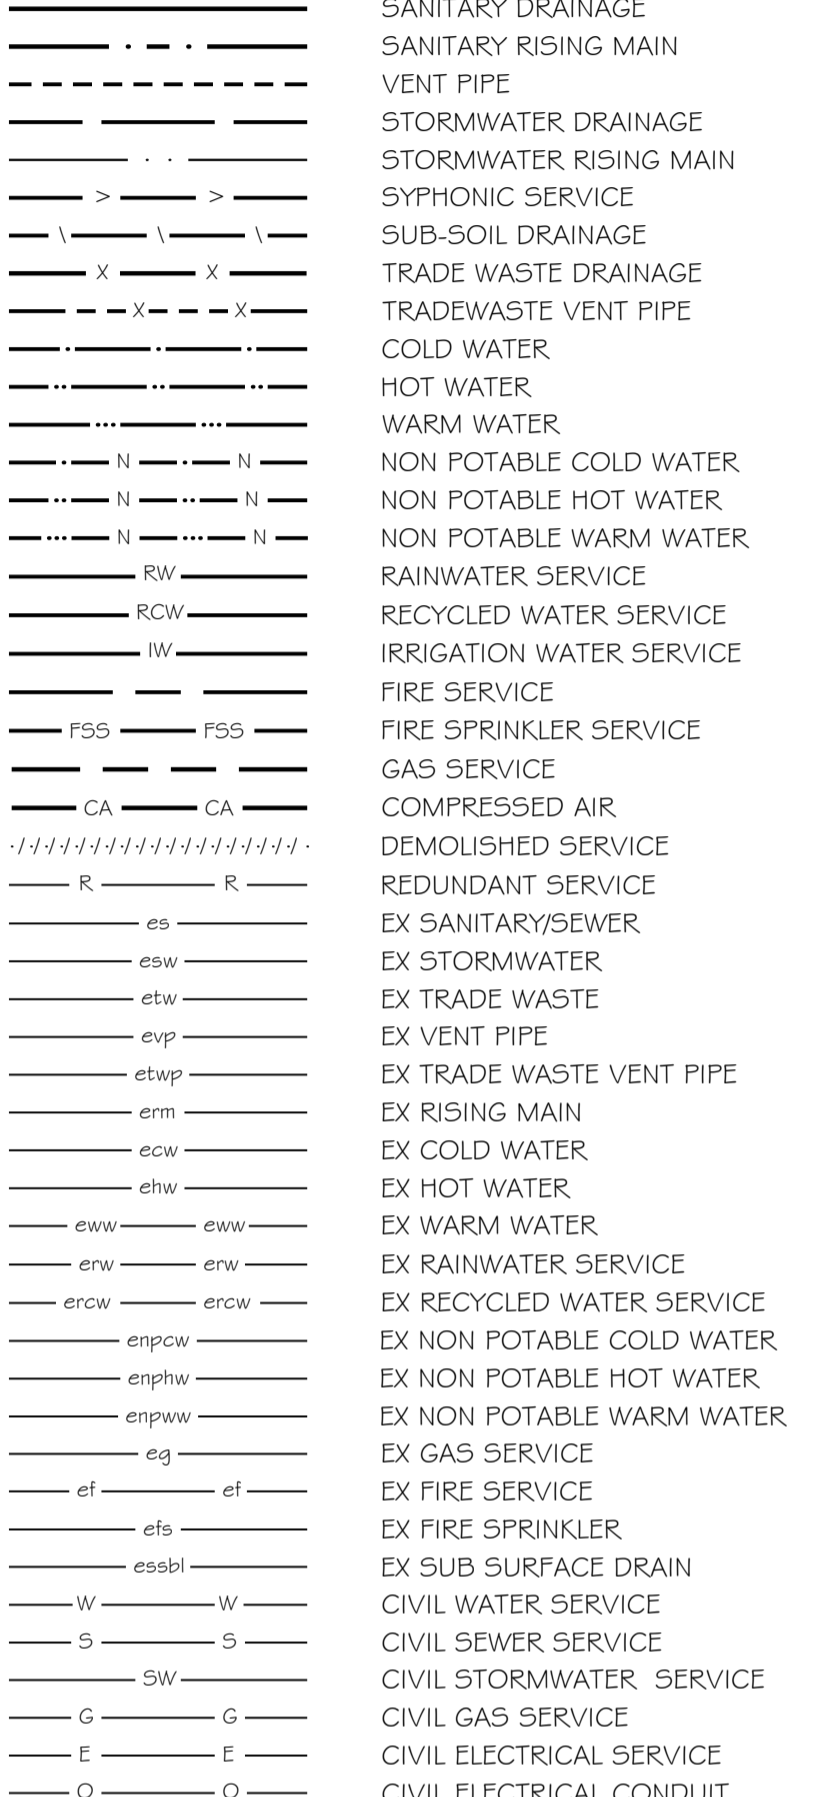 SANITARY DRAINAGE
SANITARY RISING MAIN
VENT PIPE
STORMWATER DRAINAGE
STORMWATER RISING MAIN
> > SYPHONIC SERVICE
\ \ \ SUB-SOIL DRAINAGE
X X TRADE WASTE DRAINAGE
X X TRADEWASTE VENT PIPE
COLD WATER
HOT WATER
WARM WATER
N N NON POTABLE COLD WATER
N N NON POTABLE HOT WATER
N N NON POTABLE WARM WATER
RW RAINWATER SERVICE
RCW RECYCLED WATER SERVICE
IW IRRIGATION WATER SERVICE
FIRE SERVICE
FSS FSS FIRE SPRINKLER SERVICE
GAS SERVICE
CA CA COMPRESSED AIR
DEMOLISHED SERVICE
R R REDUNDANT SERVICE
es EX SANITARY/SEWER
esw EX STORMWATER
etw EX TRADE WASTE
evp EX VENT PIPE
etwp EX TRADE WASTE VENT PIPE
erm EX RISING MAIN
ecw EX COLD WATER
ehw EX HOT WATER
eww eww EX WARM WATER
erw erw EX RAINWATER SERVICE
ercw ercw EX RECYCLED WATER SERVICE
enpcw EX NON POTABLE COLD WATER
enphw EX NON POTABLE HOT WATER
enpww EX NON POTABLE WARM WATER
eg EX GAS SERVICE
ef ef EX FIRE SERVICE
efs EX FIRE SPRINKLER
essbl EX SUB SURFACE DRAIN
W W CIVIL WATER SERVICE
S S CIVIL SEWER SERVICE
SW CIVIL STORMWATER SERVICE
G G CIVIL GAS SERVICE
E E CIVIL ELECTRICAL SERVICE
O O CIVIL ELECTRICAL CONDUIT